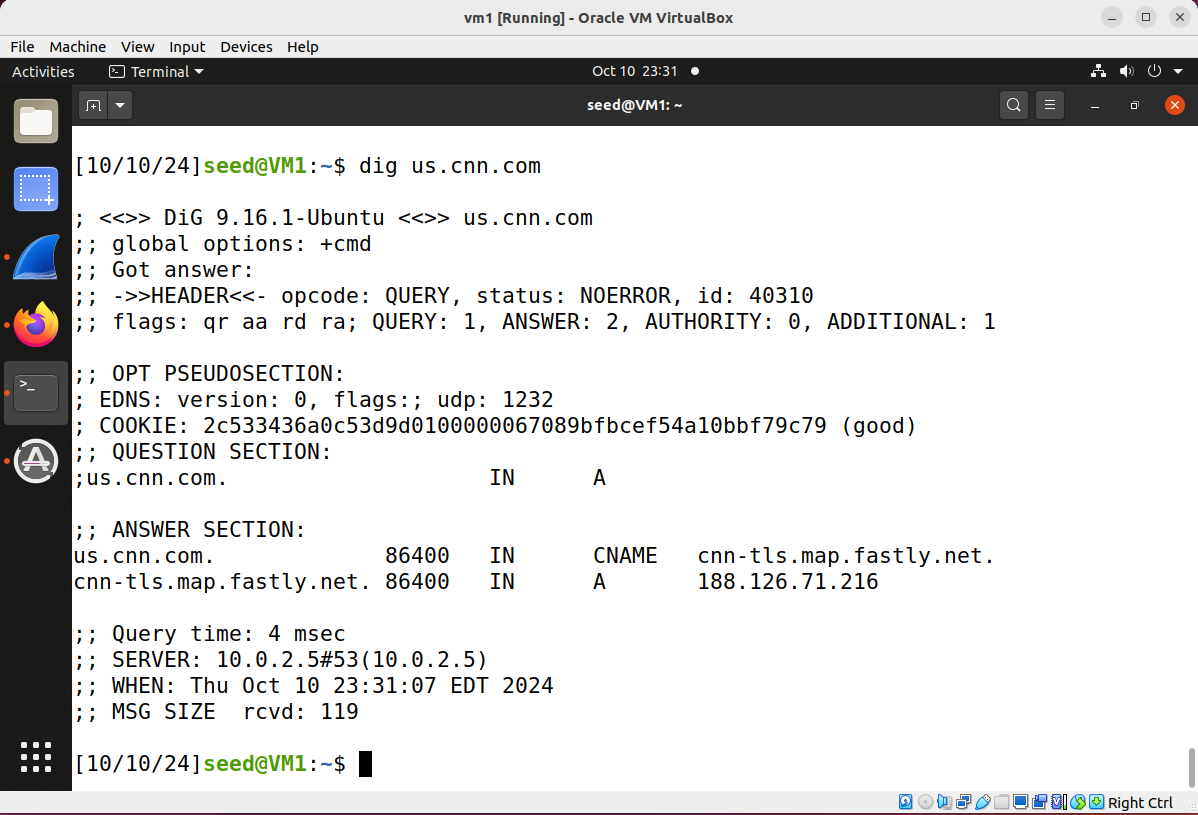 vm1 [Running] - Oracle VM VirtualBox
File Machine View Input Devices Help
Activities Terminal Oct 10 23:31
seed@VM1: ~
[10/10/24]seed@VM1:~$ dig us.cnn.com
; <<>> DiG 9.16.1-Ubuntu <<>> us.cnn.com
;; global options: +cmd
;; Got answer:
;; ->>HEADER<<- opcode: QUERY, status: NOERROR, id: 40310
;; flags: qr aa rd ra; QUERY: 1, ANSWER: 2, AUTHORITY: 0, ADDITIONAL: 1
;; OPT PSEUDOSECTION:
; EDNS: version: 0, flags:; udp: 1232
; COOKIE: 2c533436a0c53d9d0100000067089bfbcef54a10bbf79c79 (good)
;; QUESTION SECTION:
;us.cnn.com. IN A
;; ANSWER SECTION:
us.cnn.com. 86400 IN CNAME cnn-tls.map.fastly.net.
cnn-tls.map.fastly.net. 86400 IN A 188.126.71.216
;; Query time: 4 msec
;; SERVER: 10.0.2.5#53(10.0.2.5)
;; WHEN: Thu Oct 10 23:31:07 EDT 2024
;; MSG SIZE rcvd: 119
[10/10/24]seed@VM1:~$
Right Ctrl